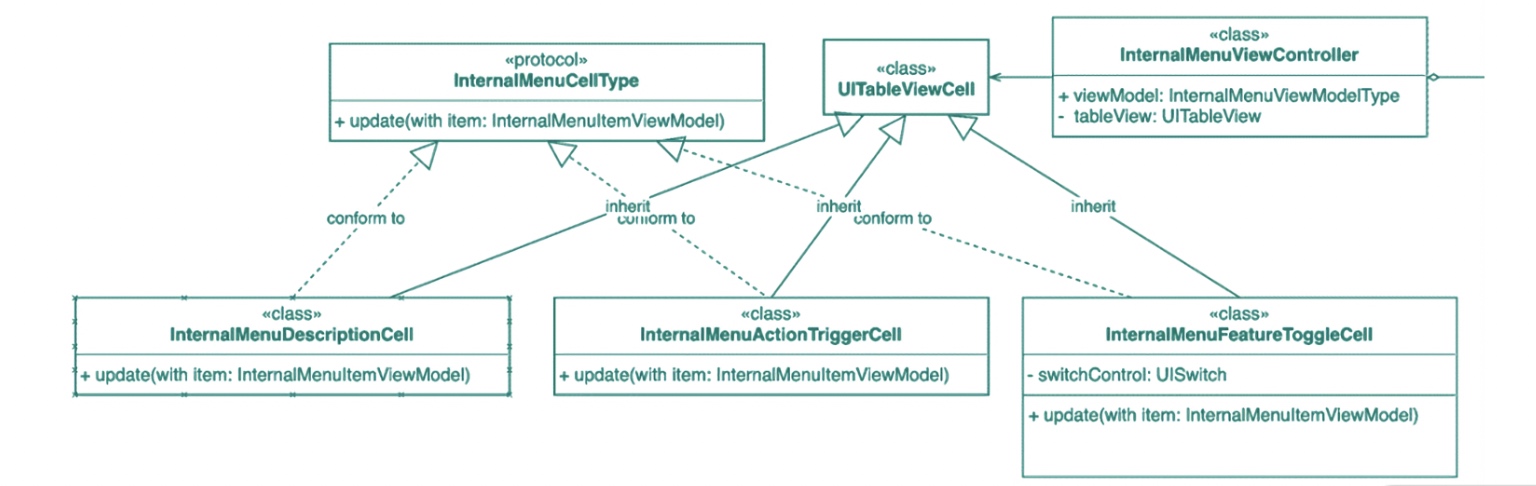 «protocol»
InternalMenuCellType
+ update(with item: InternalMenuItemViewModel)
«class»
UITableViewCell
«class»
InternalMenuViewController
+ viewModel: InternalMenuViewModelType
- tableView: UITableView
conform to
inherit
conform to
inherit
conform to
inherit
«class»
InternalMenuDescriptionCell
+ update(with item: InternalMenuItemViewModel)
«class»
InternalMenuActionTriggerCell
+ update(with item: InternalMenuItemViewModel)
«class»
InternalMenuFeatureToggleCell
- switchControl: UISwitch
+ update(with item: InternalMenuItemViewModel)